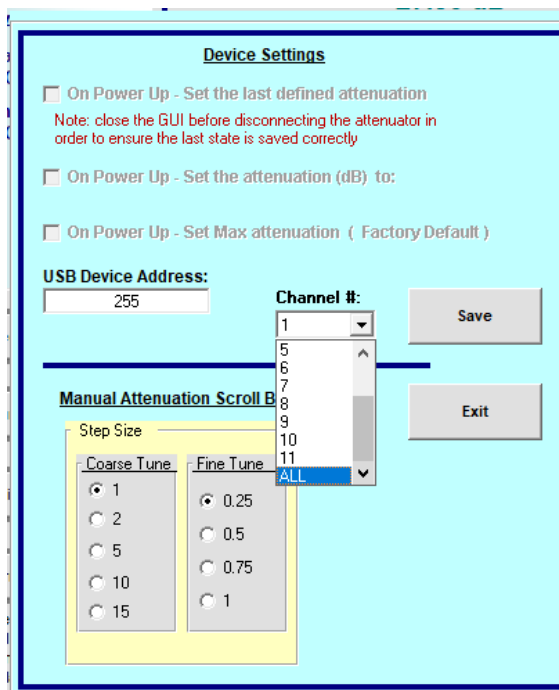 Device Settings
On Power Up - Set the last defined attenuation
Note: close the GUI before disconnecting the attenuator in
order to ensure the last state is saved correctly
On Power Up - Set the attenuation (dB) to:
On Power Up - Set Max attenuation ( Factory Default )
USB Device Address:
255
Channel #:
1
Save
5
6
7
8
9
10
11
ALL
Exit
Manual Attenuation Scroll B
Step Size
Coarse Tune
1
2
5
10
15
Fine Tune
0.25
0.5
0.75
1